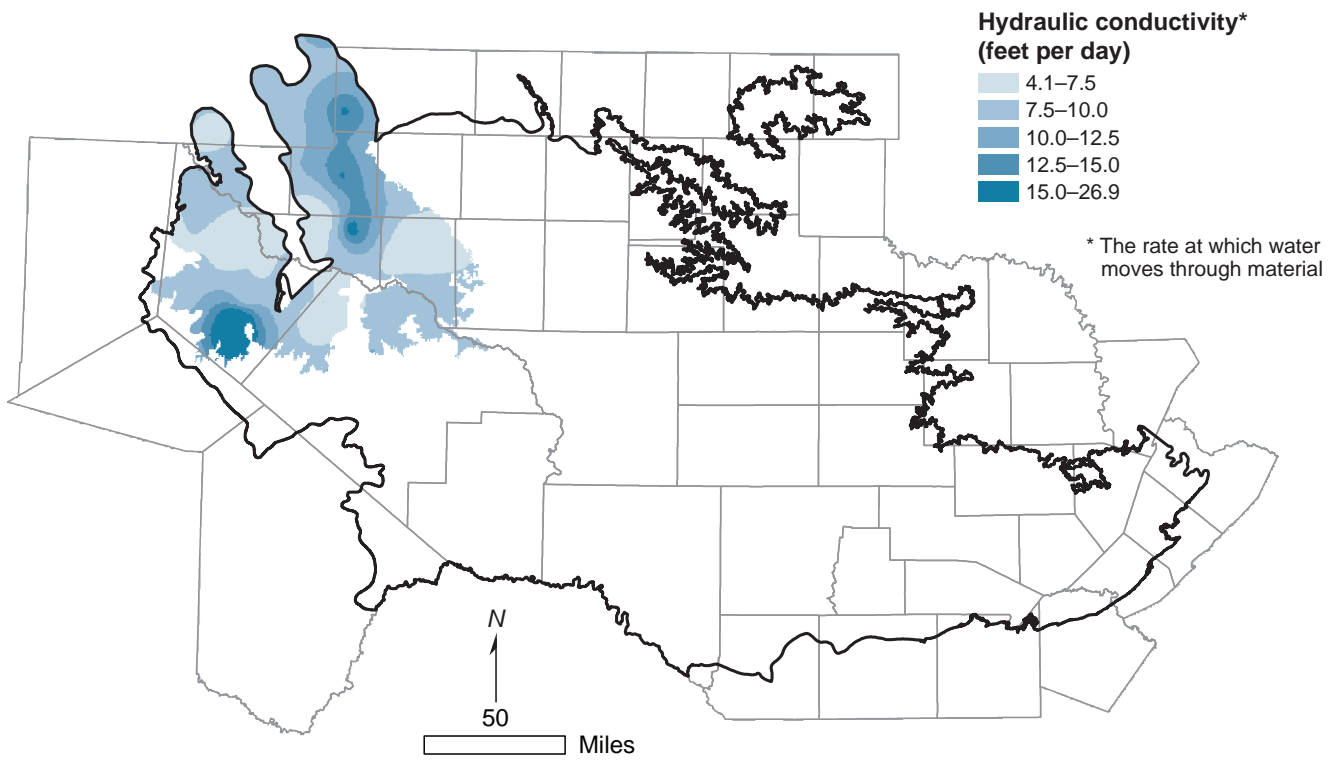 Hydraulic conductivity*
(feet per day)
4.1–7.5
7.5–10.0
10.0–12.5
12.5–15.0
15.0–26.9
* The rate at which water
moves through material
N
50
Miles